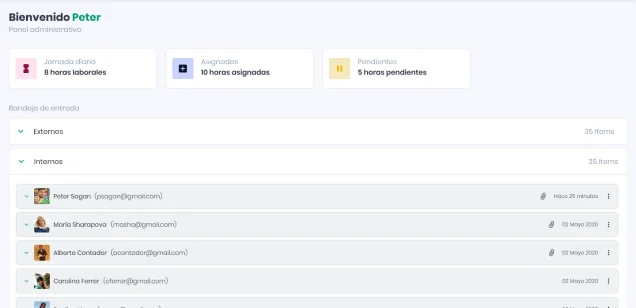 Bienvenido Peter
Panel administrativo
Jornada diaria
8 horas laborales
Asignadas
10 horas asignadas
Pendientes
5 horas pendientes
Bandeja de entrada
Externos 35 items
Internos 35 items
Peter Sagan (psagan@gmail.com) Hace 25 minutos
María Sharapova (masha@gmail.com) 02 Mayo 2020
Alberto Contador (acontador@gmail.com) 02 Mayo 2020
Carolina Ferrer (cferrer@gmail.com) 02 Mayo 2020